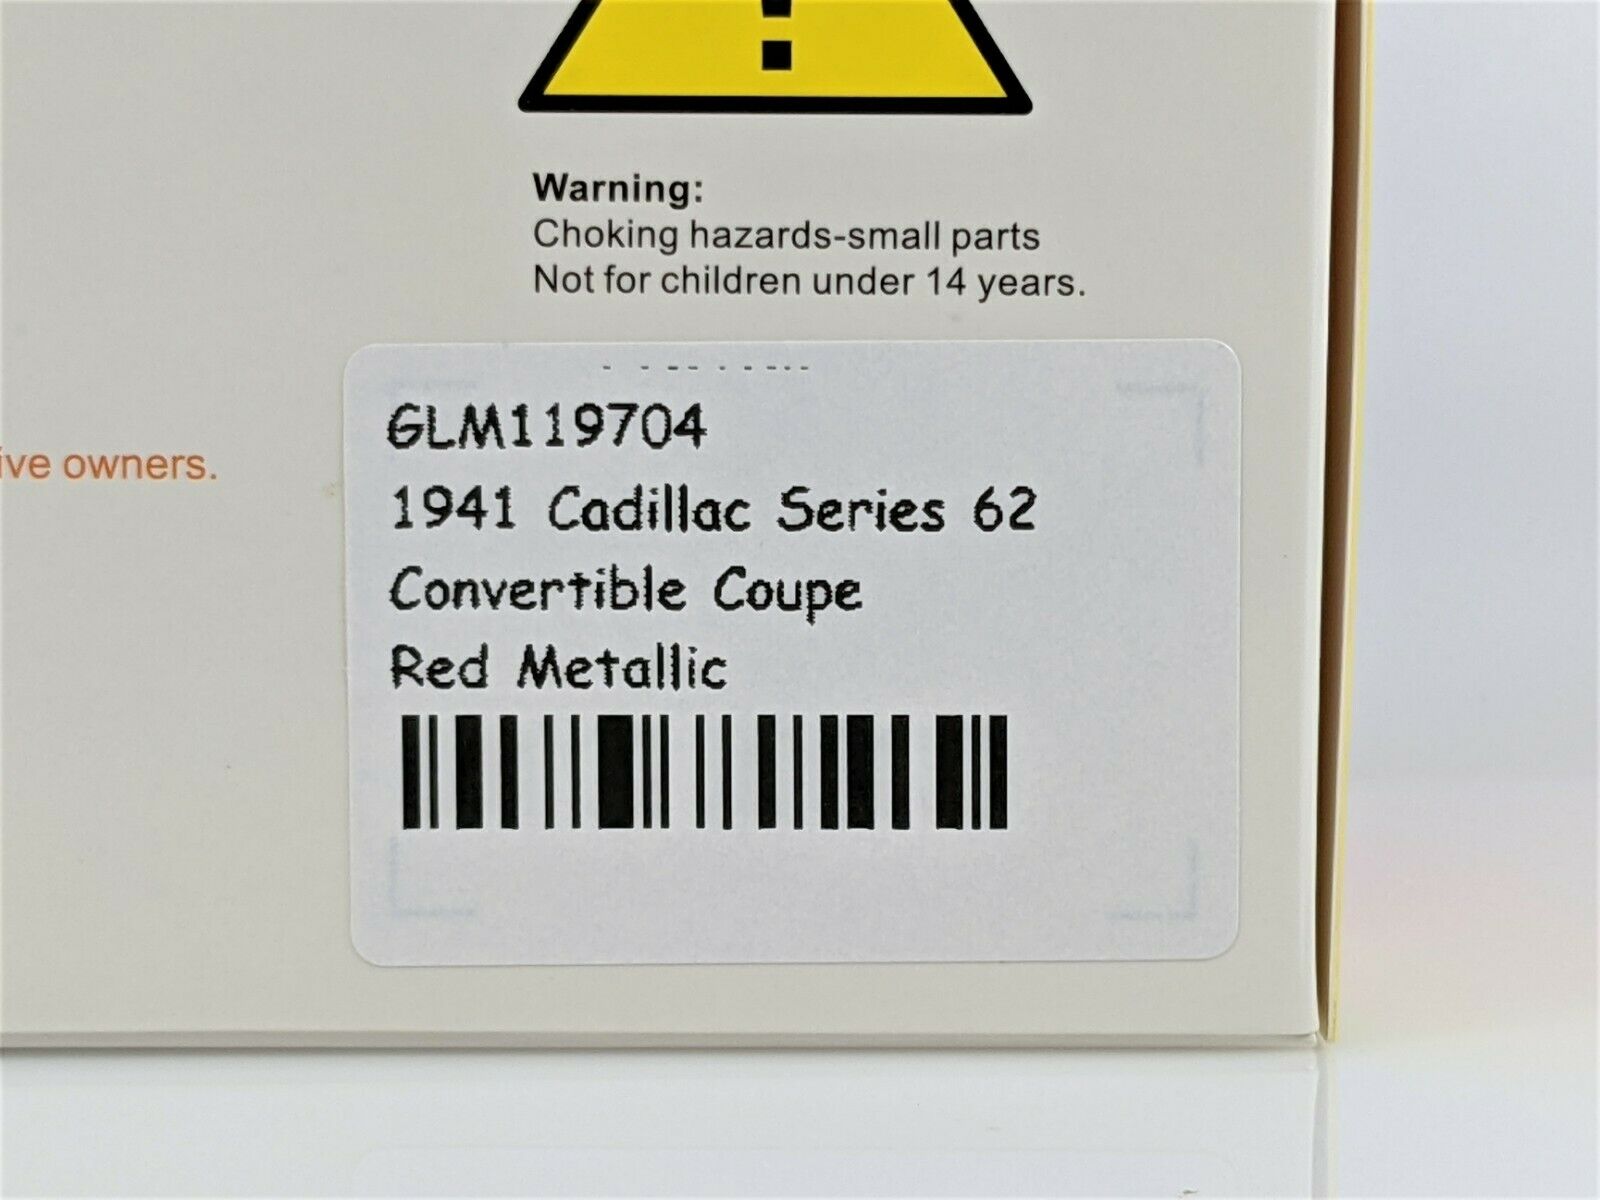 Warning:
Choking hazards-small parts
Not for children under 14 years.
ive owners.
GLM119704
1941 Cadillac Series 62
Convertible Coupe
Red Metallic